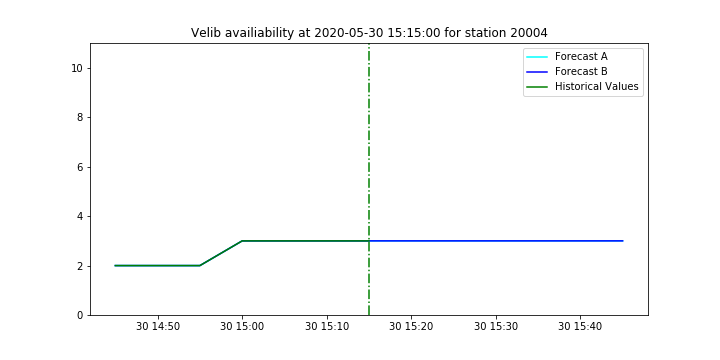 Velib availiability at 2020-05-30 15:15:00 for station 20004
Forecast A
Forecast B
Historical Values
10
8
6
4
2
0
30 14:50 30 15:00 30 15:10 30 15:20 30 15:30 30 15:40